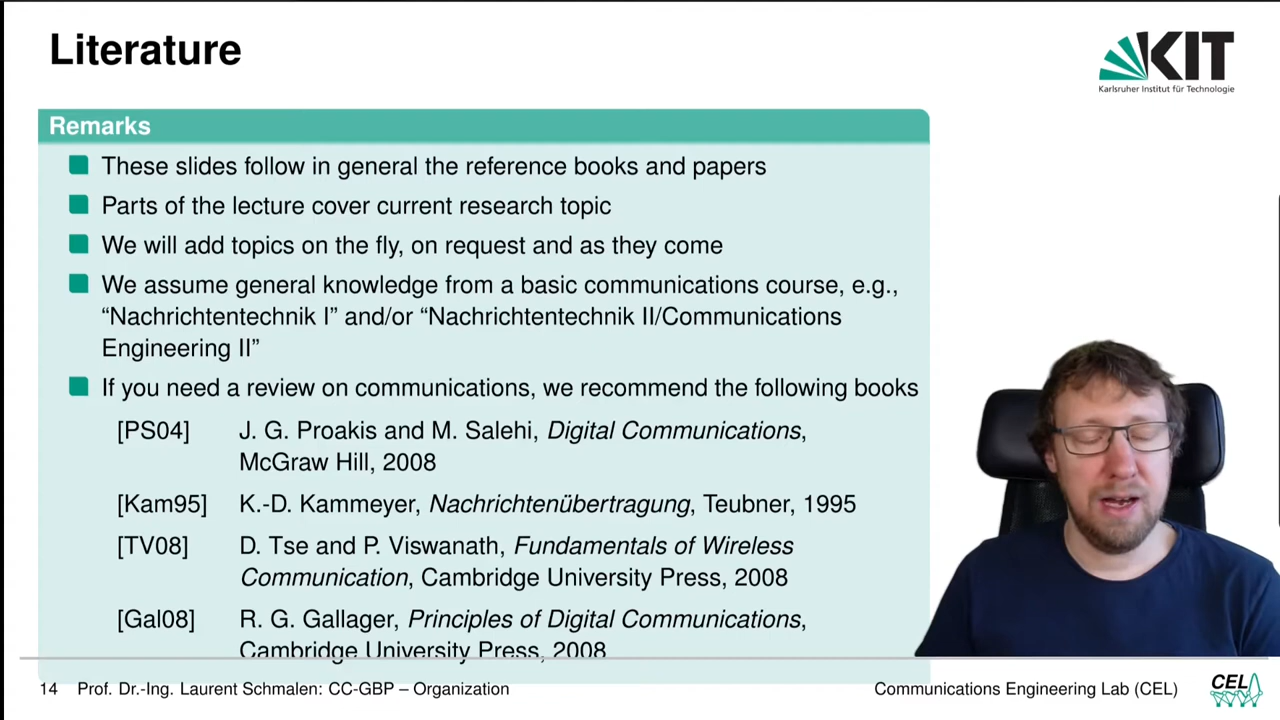 Literature
KIT
Karlsruher Institut für Technologie
Remarks
These slides follow in general the reference books and papers
Parts of the lecture cover current research topic
We will add topics on the fly, on request and as they come
We assume general knowledge from a basic communications course, e.g.,
“Nachrichtentechnik I” and/or “Nachrichtentechnik II/Communications
Engineering II”
If you need a review on communications, we recommend the following books
[PS04] J. G. Proakis and M. Salehi, Digital Communications,
McGraw Hill, 2008
[Kam95] K.-D. Kammeyer, Nachrichtenübertragung, Teubner, 1995
[TV08] D. Tse and P. Viswanath, Fundamentals of Wireless
Communication, Cambridge University Press, 2008
[Gal08] R. G. Gallager, Principles of Digital Communications,
Cambridge University Press, 2008
14 Prof. Dr.-Ing. Laurent Schmalen: CC-GBP – Organization
Communications Engineering Lab (CEL)
CEL